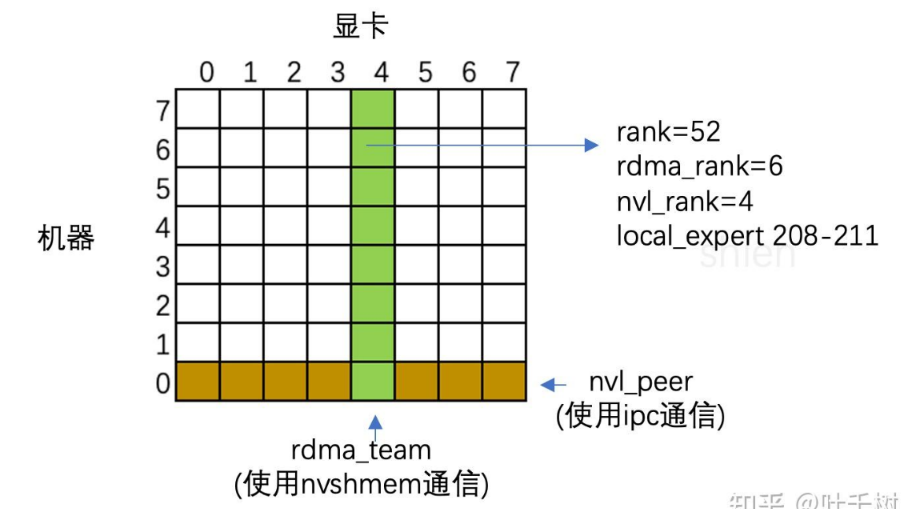 显卡
0 1 2 3 4 5 6 7
7
6
5
4
3
2
1
0
机器
rank=52
rdma_rank=6
nvl_rank=4
local_expert 208-211
shien
nvl_peer
(使用ipc通信)
rdma_team
(使用nvshmem通信)
知乎 @叶千树